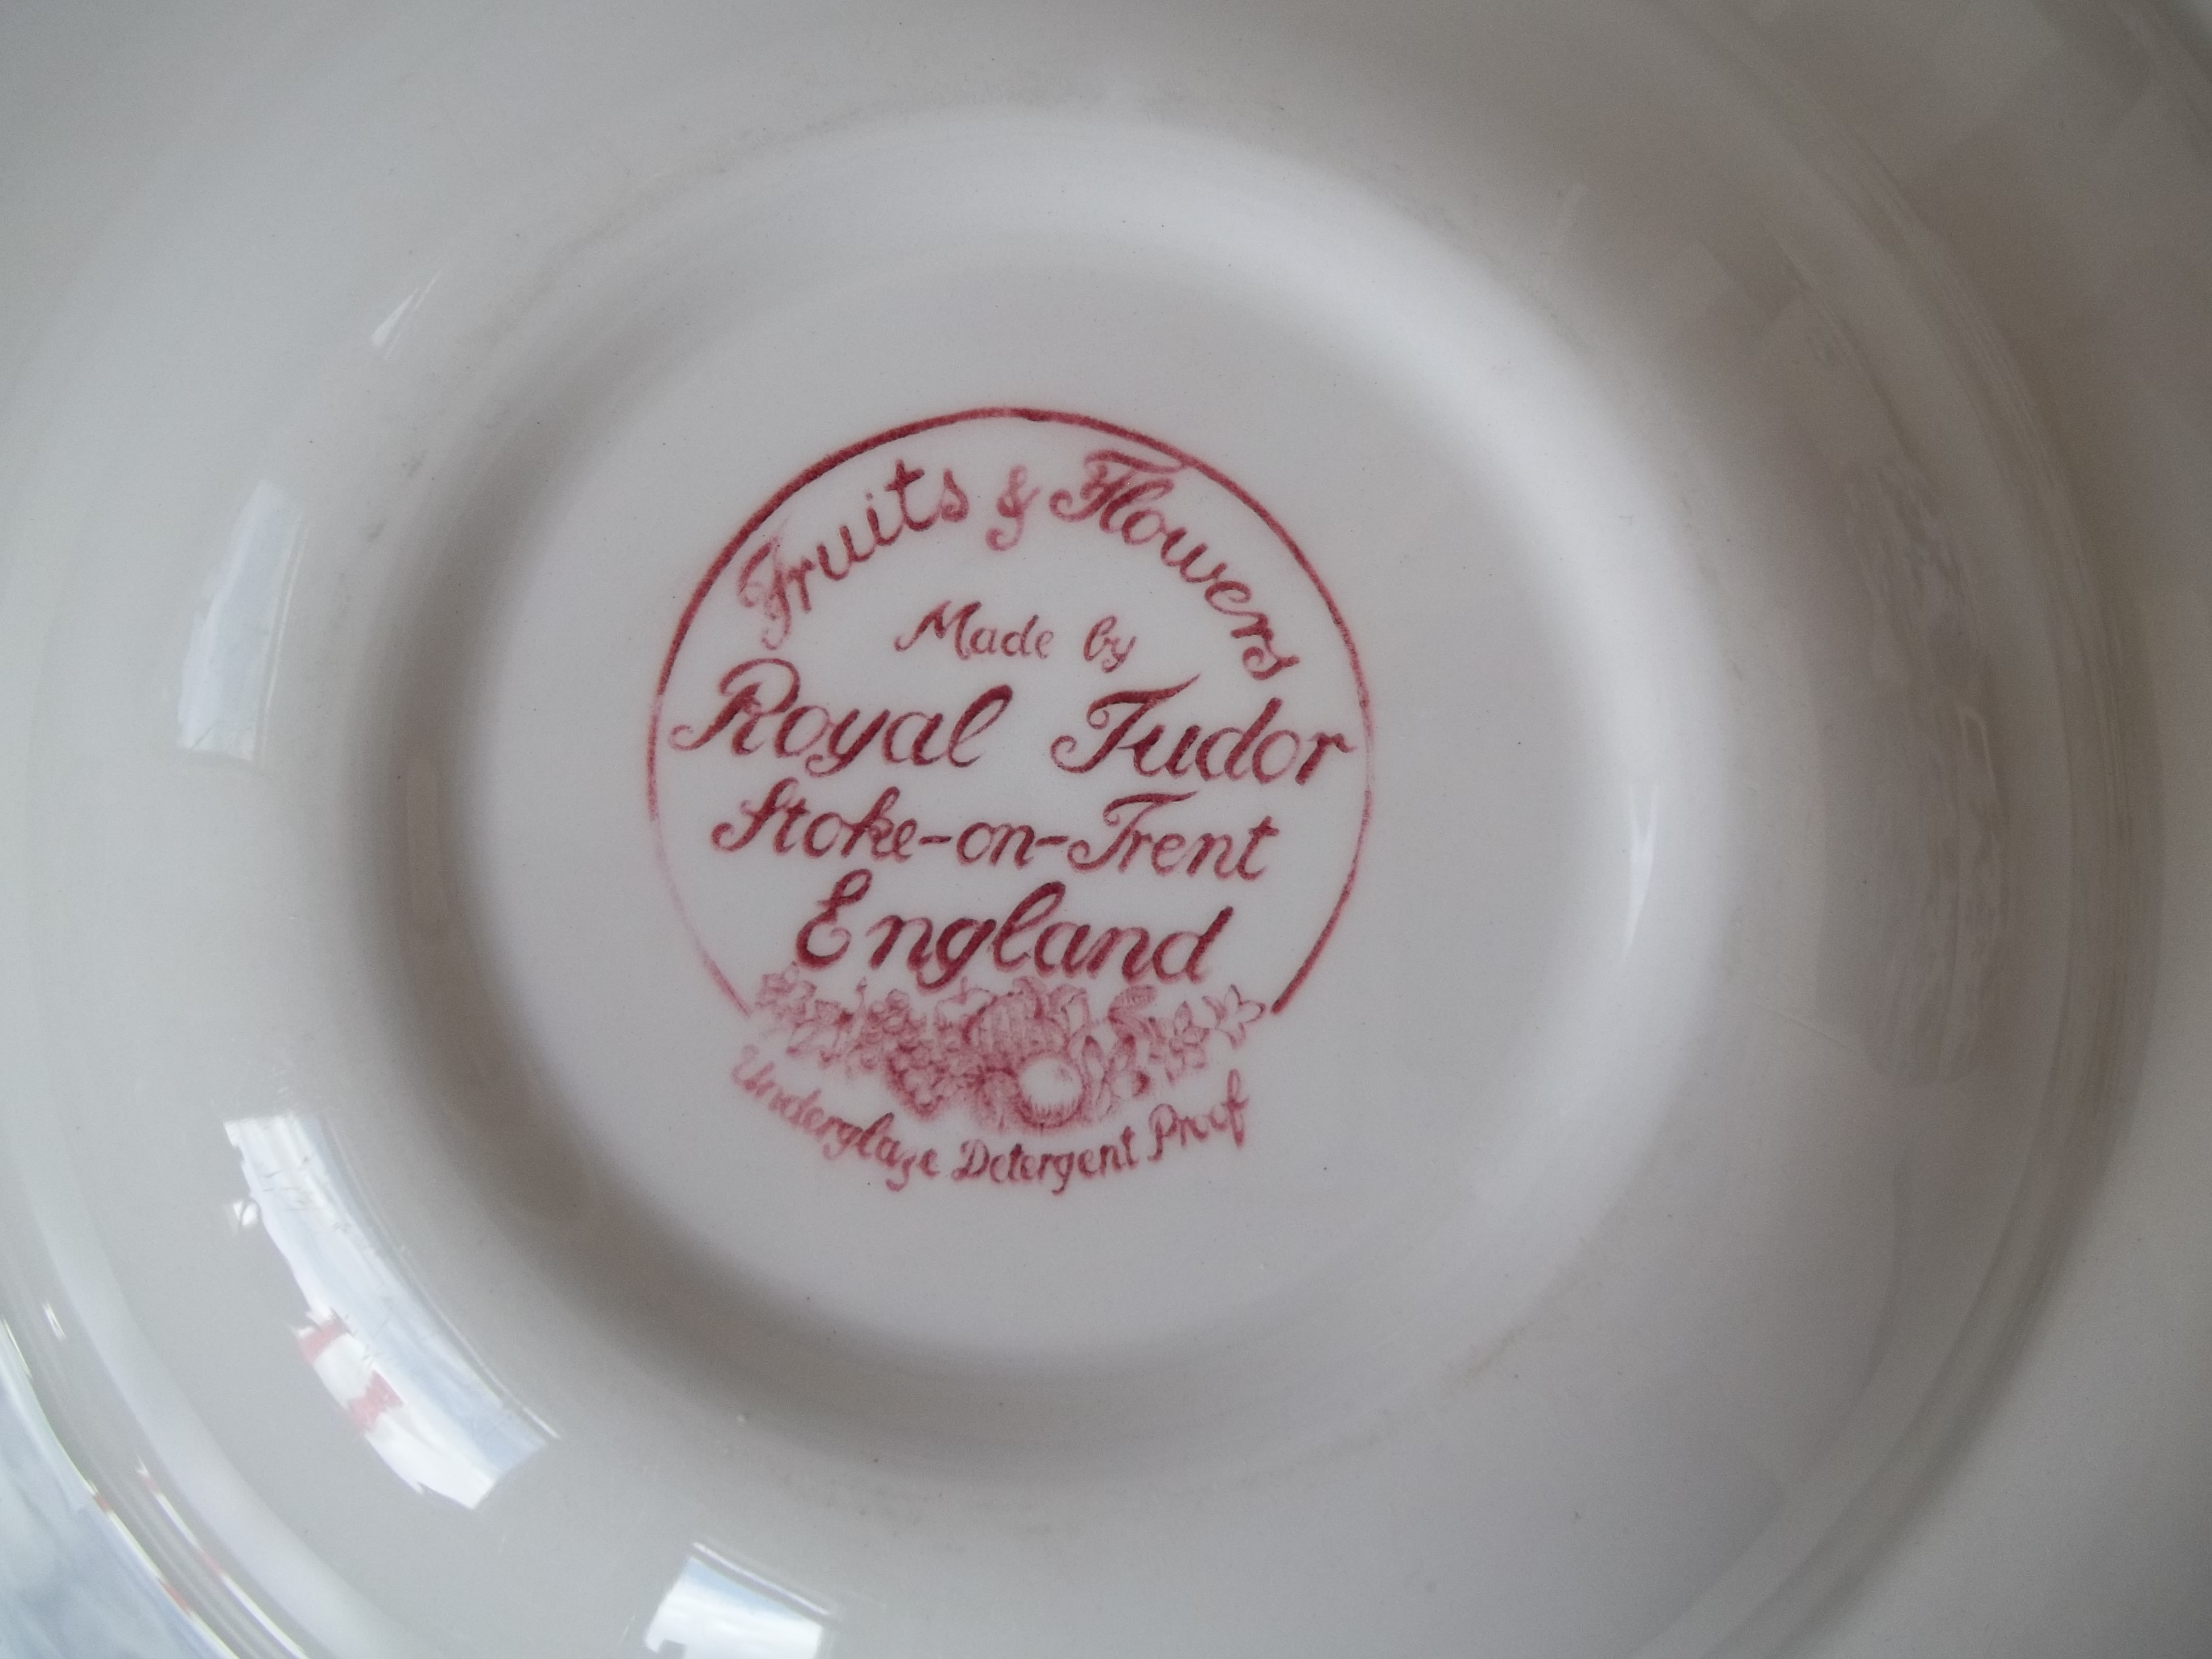 Fruits & Flowers
Made by
Royal Tudor
Stoke-on-Trent
England
Underglaze Detergent Proof